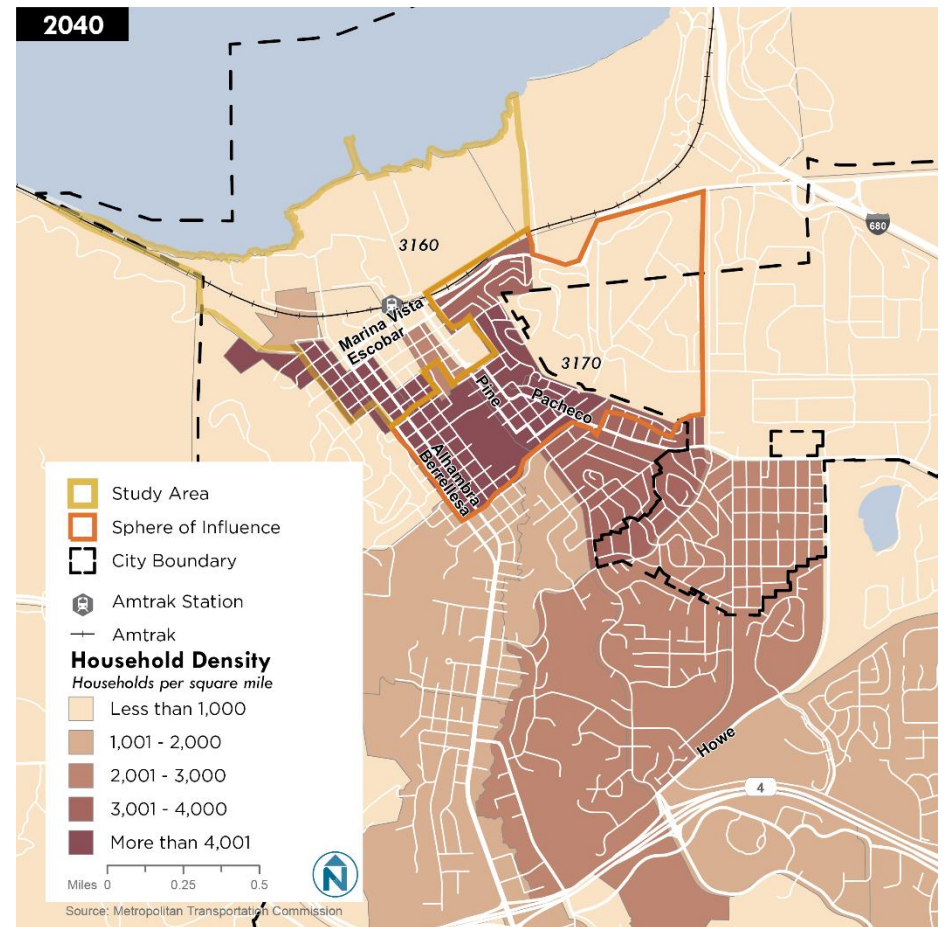 2040
680
3160
Marina Vista
Escobar
3170
Pine
Pacheco
Alhambra
Berrellesa
Howe
4
Study Area
Sphere of Influence
City Boundary
Amtrak Station
Amtrak
Household Density
Households per square mile
Less than 1,000
1,001 - 2,000
2,001 - 3,000
3,001 - 4,000
More than 4,001
Miles 0 0.25 0.5
N
Source: Metropolitan Transportation Commission